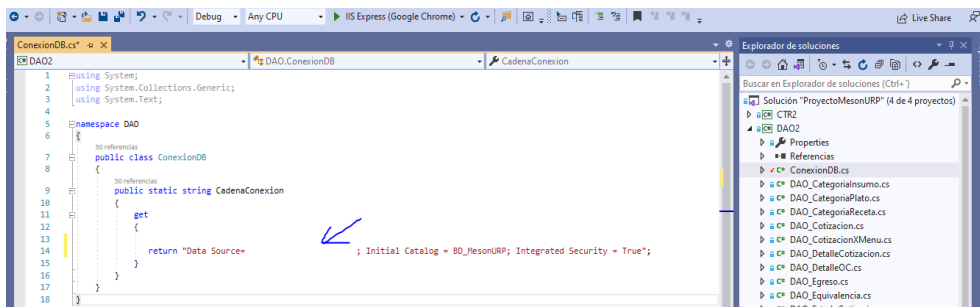 Debug Any CPU IIS Express (Google Chrome) Live Share
ConexionDB.cs*
DAO2 DAO.ConexionDB CadenaConexion
1 using System;
2 using System.Collections.Generic;
3 using System.Text;
4
5 namespace DAO
6 {
30 referencias
7 public class ConexionDB
8 {
30 referencias
9 public static string CadenaConexion
10 {
11 get
12 {
13
14 return "Data Source= ; Initial Catalog = BD_MesonURP; Integrated Security = True";
15 }
16 }
17 }
18 }
Explorador de soluciones
Buscar en Explorador de soluciones (Ctrl+')
Solución "ProyectoMesonURP" (4 de 4 proyectos)
CTR2
DAO2
Properties
Referencias
ConexionDB.cs
DAO_CategoriaInsumo.cs
DAO_CategoriaPlato.cs
DAO_CategoriaReceta.cs
DAO_Cotizacion.cs
DAO_CotizacionXMenu.cs
DAO_DetalleCotizacion.cs
DAO_DetalleOC.cs
DAO_Egreso.cs
DAO_Equivalencia.cs